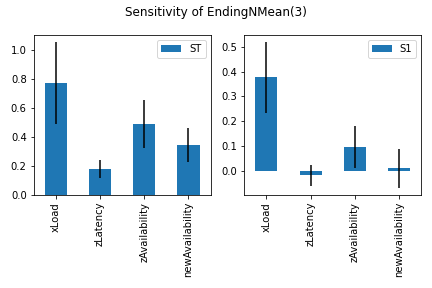 Sensitivity of EndingNMean(3)
ST
1.0
0.8
0.6
0.4
0.2
0.0
xLoad
zLatency
zAvailability
newAvailability
S1
0.5
0.4
0.3
0.2
0.1
0.0
xLoad
zLatency
zAvailability
newAvailability